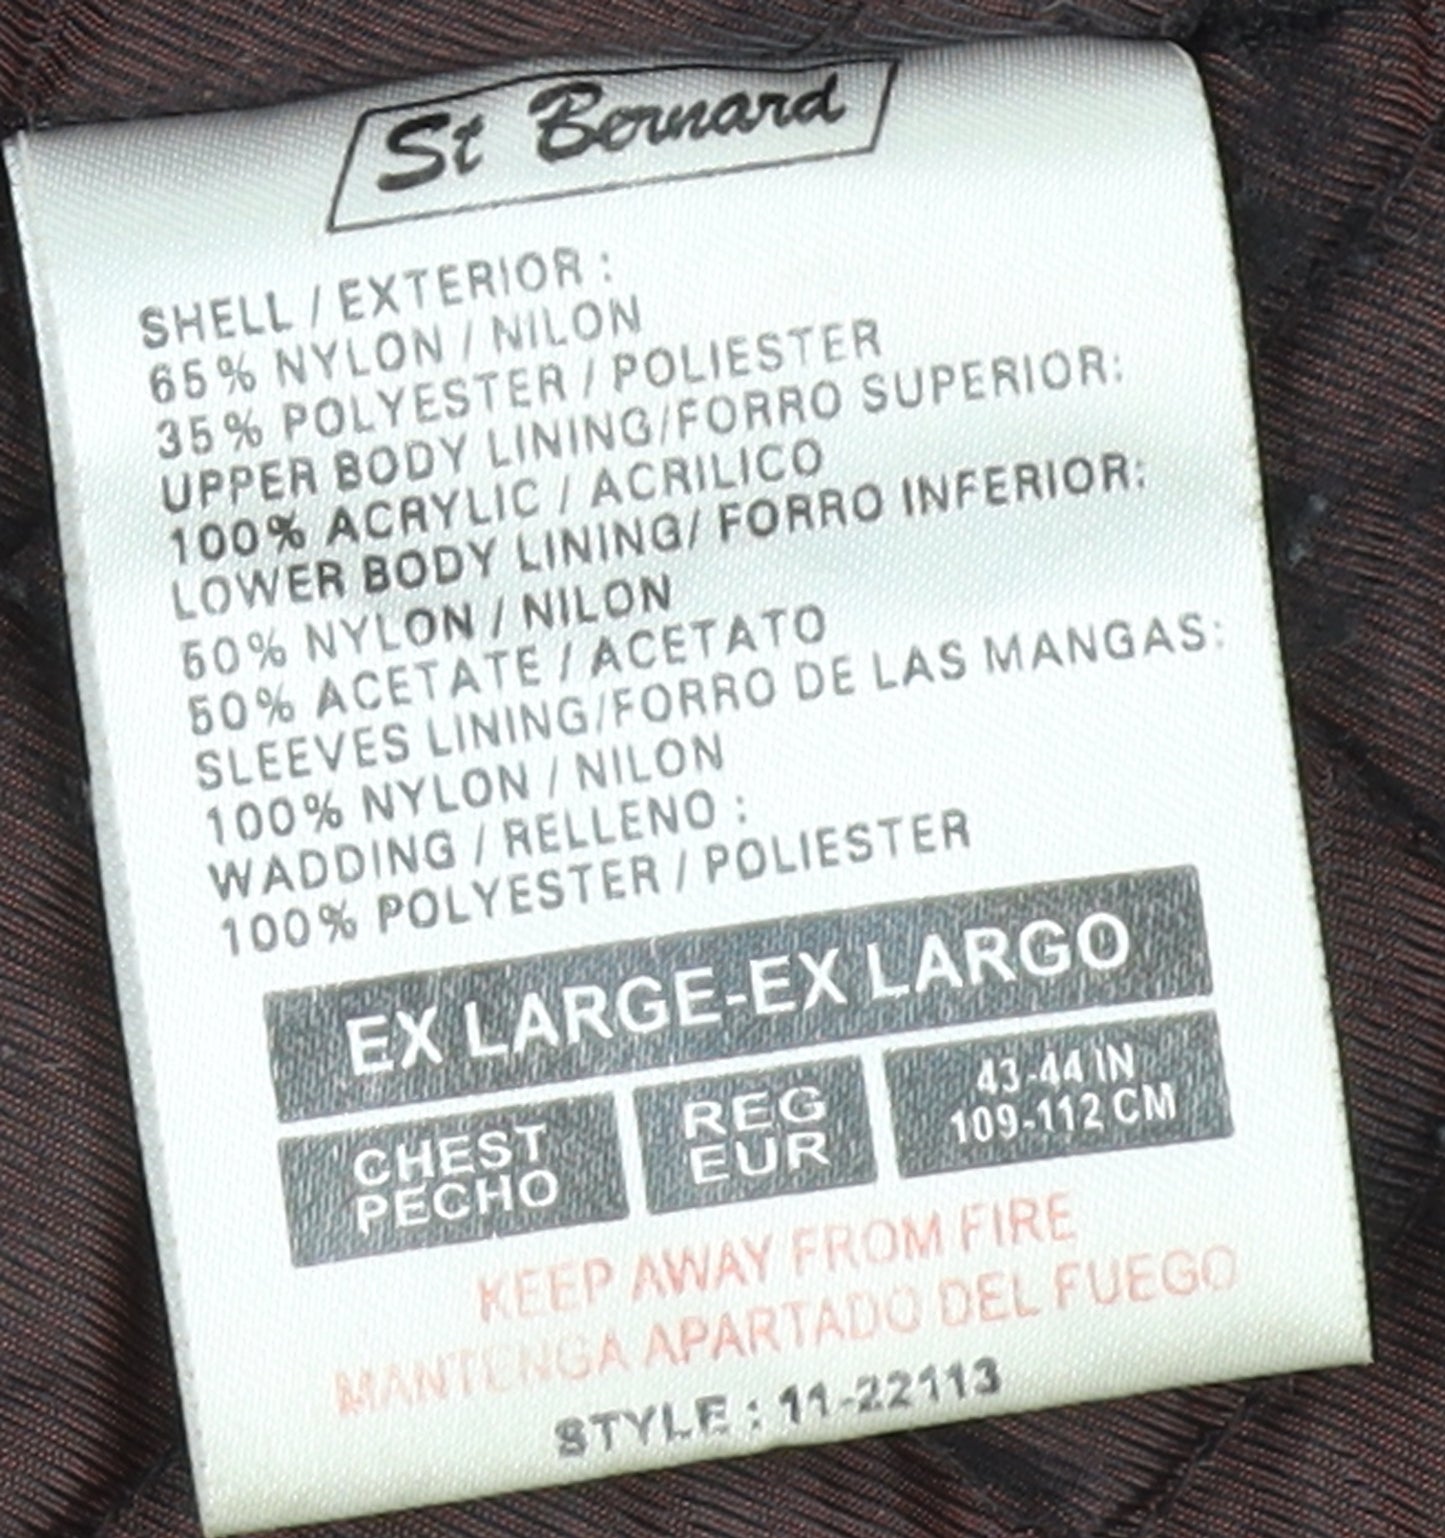 St Bernard
SHELL / EXTERIOR :
65% NYLON / NILON
35% POLYESTER / POLIESTER
UPPER BODY LINING/FORRO SUPERIOR:
100% ACRYLIC / ACRILICO
LOWER BODY LINING/ FORRO INFERIOR:
50% NYLON / NILON
50% ACETATE / ACETATO
SLEEVES LINING/FORRO DE LAS MANGAS:
100% NYLON / NILON
WADDING / RELLENO :
100% POLYESTER / POLIESTER
EX LARGE-EX LARGO
CHEST
PECHO
REG
EUR
43-44 IN
109-112 CM
KEEP AWAY FROM FIRE
MANTENGA APARTADO DEL FUEGO
STYLE : 11-22113